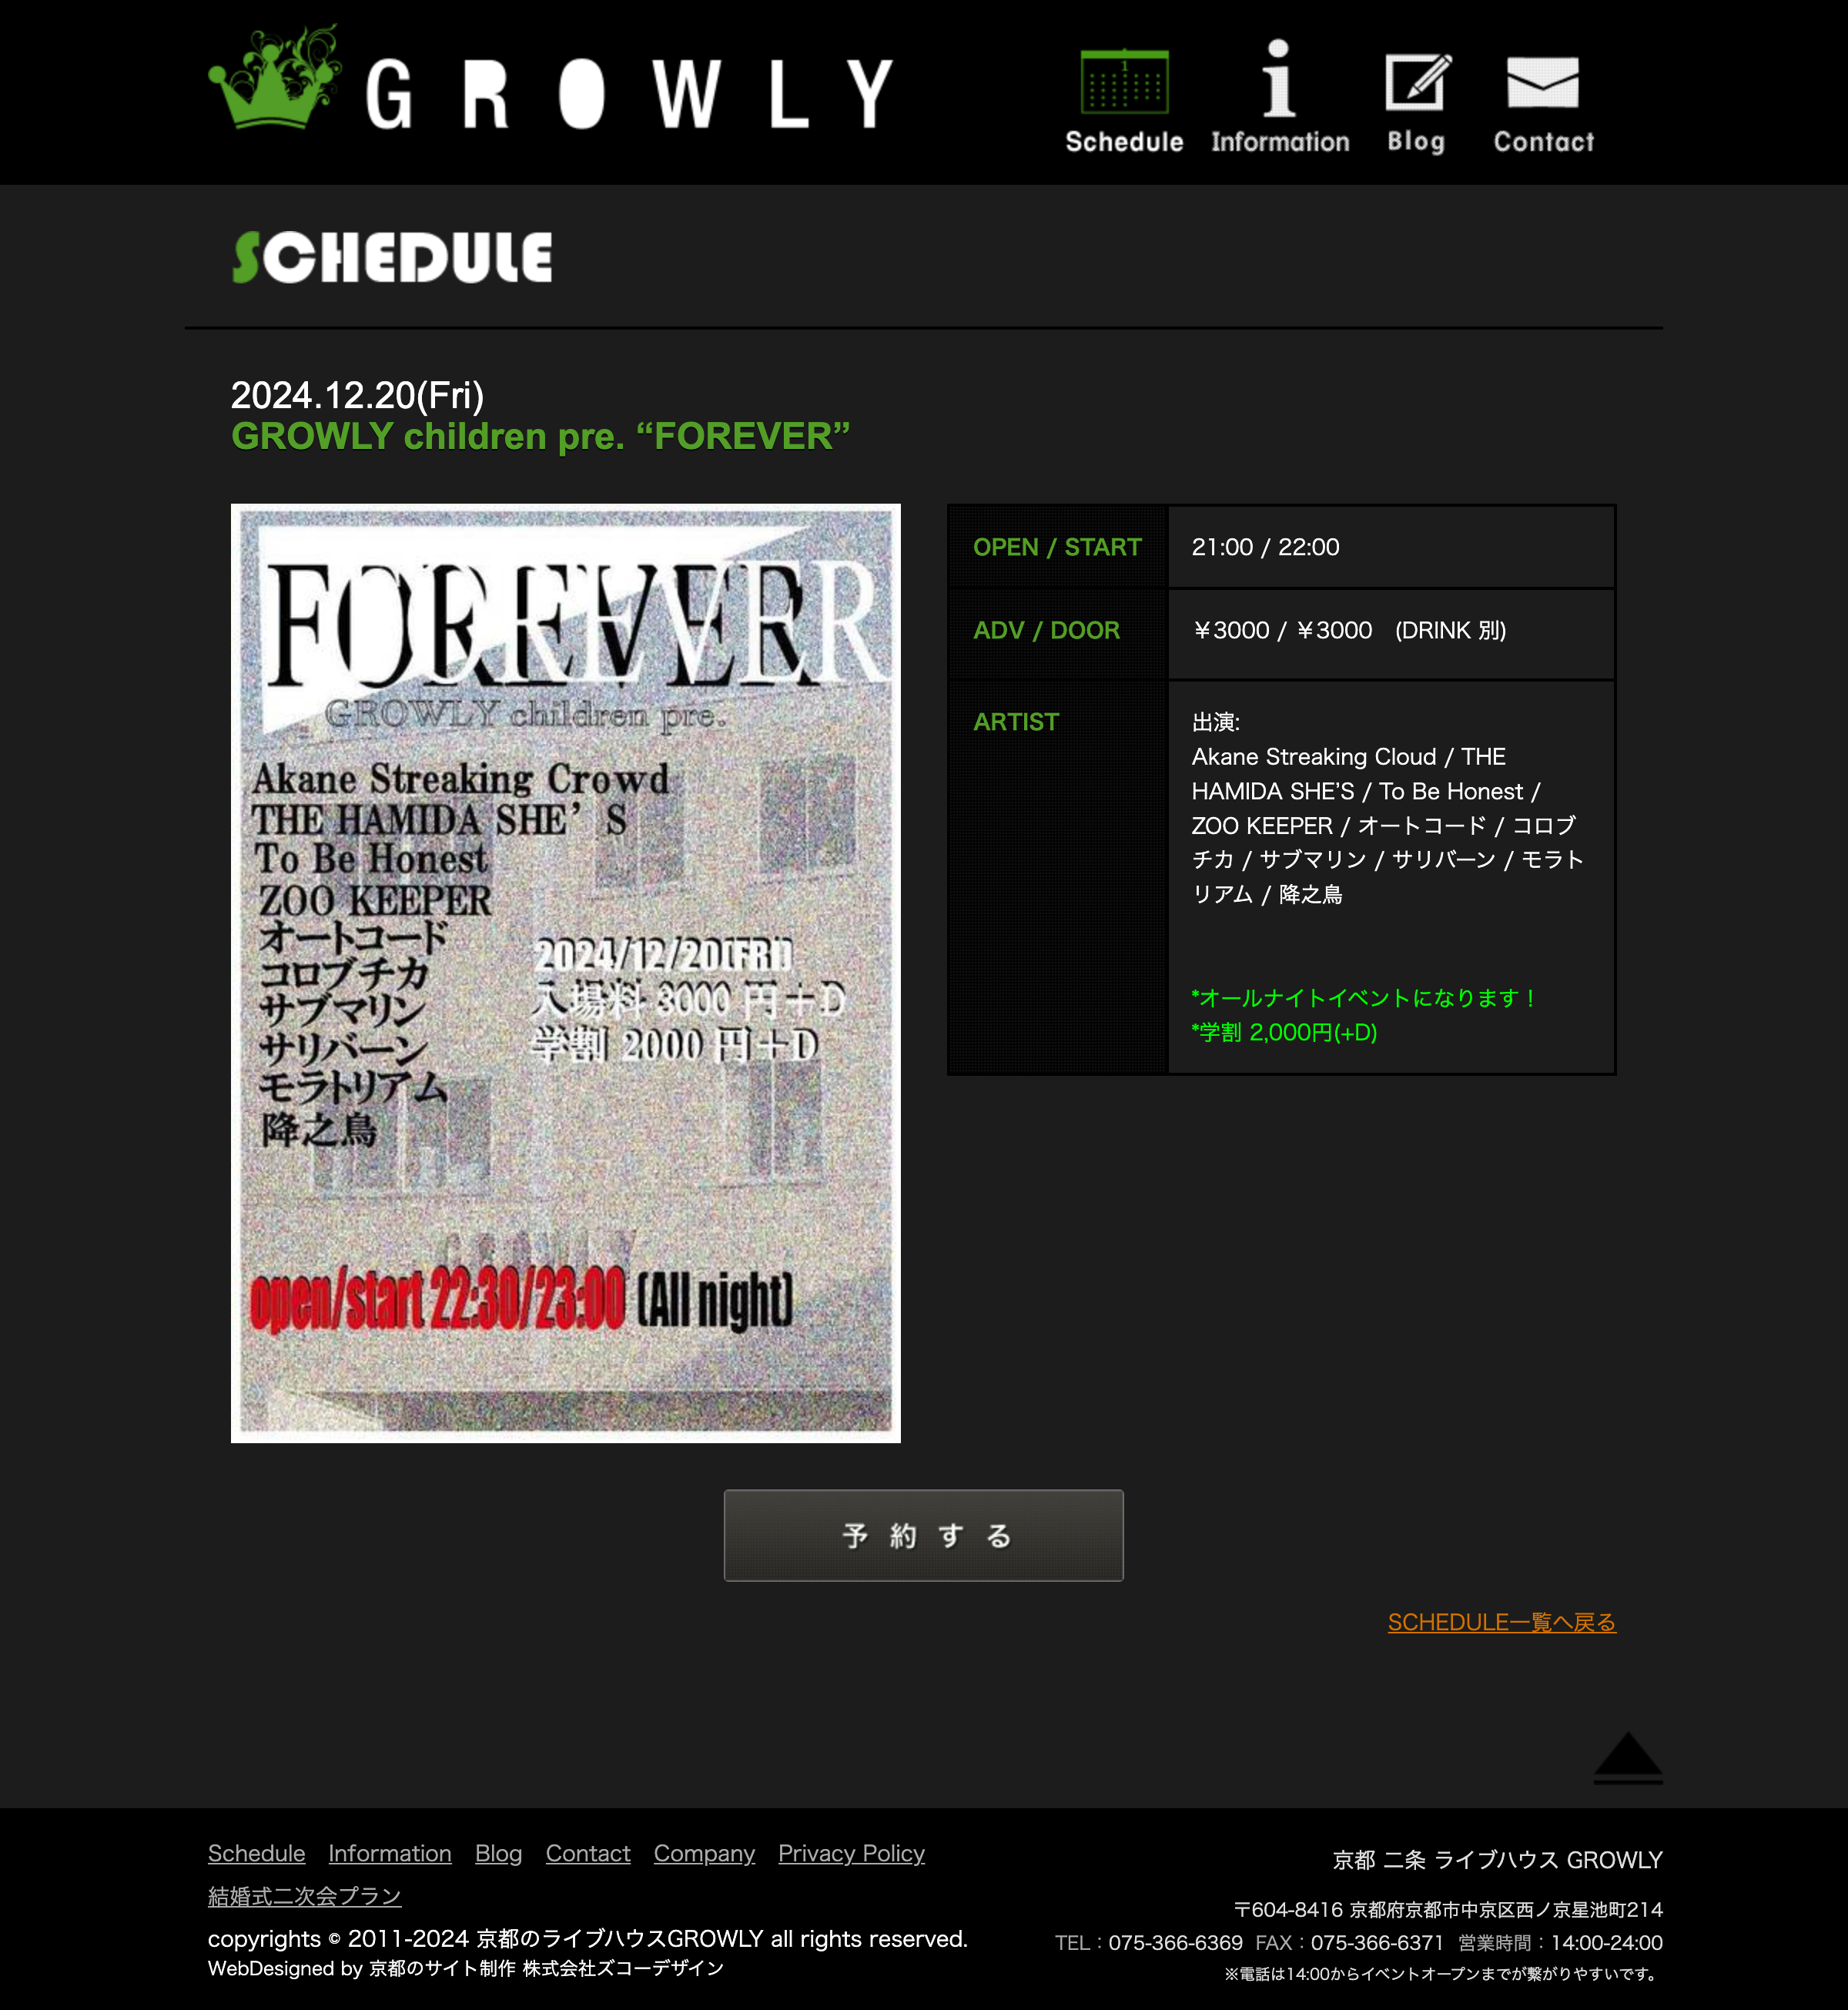 GROWLY
1
Schedule
Information
Blog
Contact
SCHEDULE
2024.12.20(Fri)
GROWLY children pre. “FOREVER”
FOREVER
FOREVER
GROWLY children pre.
Akane Streaking Crowd
THE HAMIDA SHE’S
To Be Honest
ZOO KEEPER
オートコード
コロブチカ
サブマリン
サリバーン
モラトリアム
降之鳥
2024/12/20(FRI)
入場料 3000 円+D
学割 2000 円+D
GROWLY
open/start 22:30/23:00 (All night)
OPEN / START
21:00 / 22:00
ADV / DOOR
￥3000 / ￥3000　(DRINK 別)
ARTIST
出演:
Akane Streaking Cloud / THE
HAMIDA SHE’S / To Be Honest /
ZOO KEEPER / オートコード / コロブ
チカ / サブマリン / サリバーン / モラト
リアム / 降之鳥
*オールナイトイベントになります！
*学割 2,000円(+D)
予約する
SCHEDULE一覧へ戻る
Schedule Information Blog Contact Company Privacy Policy
結婚式二次会プラン
copyrights © 2011-2024 京都のライブハウスGROWLY all rights reserved.
WebDesigned by 京都のサイト制作 株式会社ズコーデザイン
京都 二条 ライブハウス GROWLY
〒604-8416 京都府京都市中京区西ノ京星池町214
TEL：075-366-6369 FAX：075-366-6371 営業時間：14:00-24:00
※電話は14:00からイベントオープンまでが繋がりやすいです。